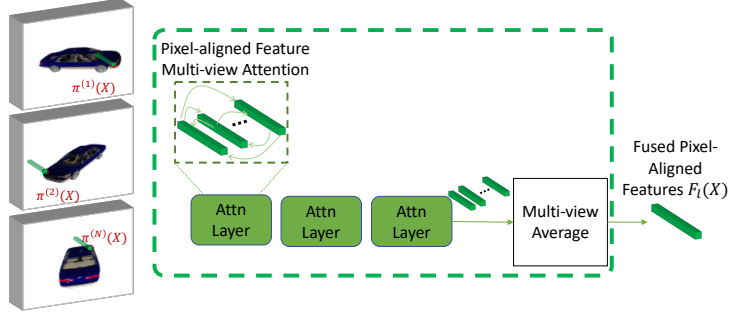 π⁽¹⁾(X)
π⁽²⁾(X)
π⁽ᴺ⁾(X)
Pixel-aligned Feature
Multi-view Attention
...
Attn
Layer
Attn
Layer
Attn
Layer
...
Multi-view
Average
Fused Pixel-
Aligned
Features Fₗ(X)